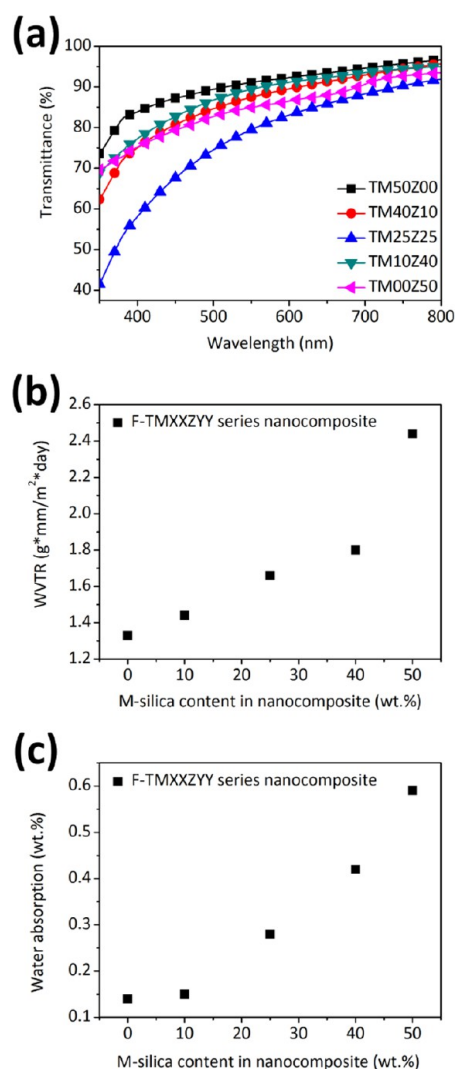 (a)
100
90
80
70
60
50
40
Transmittance (%)
TM50Z00
TM40Z10
TM25Z25
TM10Z40
TM00Z50
400 500 600 700 800
Wavelength (nm)
(b)
2.6
2.4
2.2
2.0
1.8
1.6
1.4
1.2
WVTR (g*mm/m²*day)
F-TMXXZYY series nanocomposite
0 10 20 30 40 50
M-silica content in nanocomposite (wt.%)
(c)
0.6
0.5
0.4
0.3
0.2
0.1
Water absorption (wt.%)
F-TMXXZYY series nanocomposite
0 10 20 30 40 50
M-silica content in nanocomposite (wt.%)